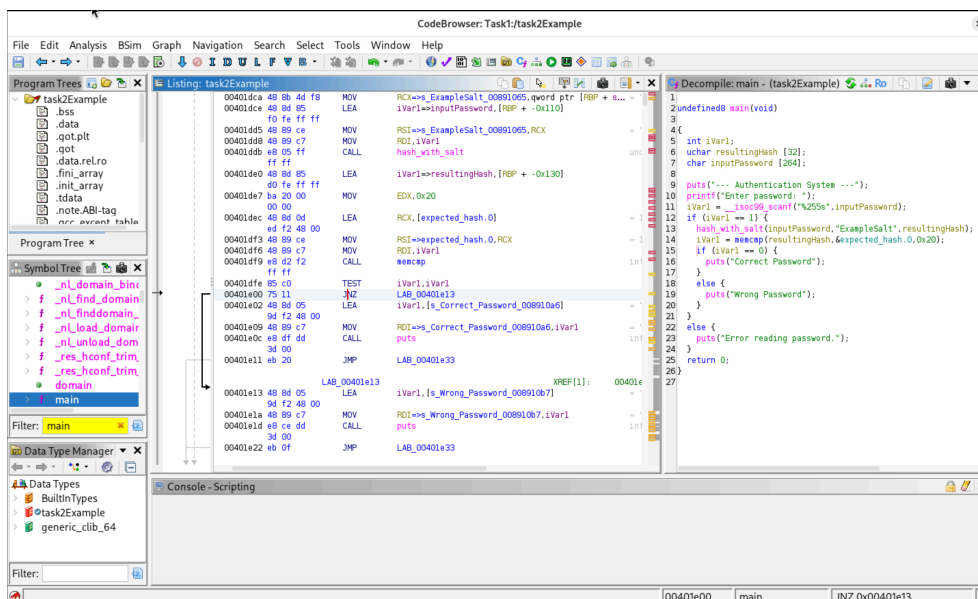 CodeBrowser: Task1:/task2Example
File Edit Analysis BSim Graph Navigation Search Select Tools Window Help
I D U L F V B
Program Trees
task2Example
.bss
.data
.got.plt
.got
.data.rel.ro
.fini_array
.init_array
.tdata
.note.ABI-tag
.gcc_except_table
Program Tree ×
Symbol Tree
_nl_domain_bind
f _nl_find_domain
f _nl_finddomain_
f _nl_load_domain
f _nl_unload_dom
f _res_hconf_trim_
f _res_hconf_trim_
domain
f main
Filter: main
Data Type Manager
Data Types
BuiltInTypes
task2Example
generic_clib_64
Filter:
Listing: task2Example
00401dca 48 8b 4d f8 MOV RCX=>s_ExampleSalt_00891065,qword ptr [RBP + s...
00401dce 48 8d 85 LEA iVar1=>inputPassword,[RBP + -0x110]
f0 fe ff ff
00401dd5 48 89 ce MOV RSI=>s_ExampleSalt_00891065,RCX
00401dd8 48 89 c7 MOV RDI,iVar1
00401ddb e8 05 ff CALL hash_with_salt
ff ff
00401de0 48 8d 85 LEA iVar1=>resultingHash,[RBP + -0x130]
d0 fe ff ff
00401de7 ba 20 00 MOV EDX,0x20
00 00
00401dec 48 8d 0d LEA RCX,[expected_hash.0]
ed f2 48 00
00401df3 48 89 ce MOV RSI=>expected_hash.0,RCX
00401df6 48 89 c7 MOV RDI,iVar1
00401df9 e8 d2 f2 CALL memcmp
ff ff
00401dfe 85 c0 TEST iVar1,iVar1
00401e00 75 11 JNZ LAB_00401e13
00401e02 48 8d 05 LEA iVar1,[s_Correct_Password_008910a6]
9d f2 48 00
00401e09 48 89 c7 MOV RDI=>s_Correct_Password_008910a6,iVar1
00401e0c e8 df dd CALL puts
3d 00
00401e11 eb 20 JMP LAB_00401e33
LAB_00401e13 XREF[1]: 00401e
00401e13 48 8d 05 LEA iVar1,[s_Wrong_Password_008910b7]
9d f2 48 00
00401e1a 48 89 c7 MOV RDI=>s_Wrong_Password_008910b7,iVar1
00401e1d e8 ce dd CALL puts
3d 00
00401e22 eb 0f JMP LAB_00401e33
Decompile: main - (task2Example)
1
2 undefined8 main(void)
3
4 {
5 int iVar1;
6 uchar resultingHash [32];
7 char inputPassword [264];
8
9 puts("--- Authentication System ---");
10 printf("Enter password: ");
11 iVar1 = __isoc99_scanf("%255s",inputPassword);
12 if (iVar1 == 1) {
13 hash_with_salt(inputPassword,"ExampleSalt",resultingHash);
14 iVar1 = memcmp(resultingHash,&expected_hash.0,0x20);
15 if (iVar1 == 0) {
16 puts("Correct Password");
17 }
18 else {
19 puts("Wrong Password");
20 }
21 }
22 else {
23 puts("Error reading password.");
24 }
25 return 0;
26 }
27
Console - Scripting
00401e00 main JNZ 0x00401e13